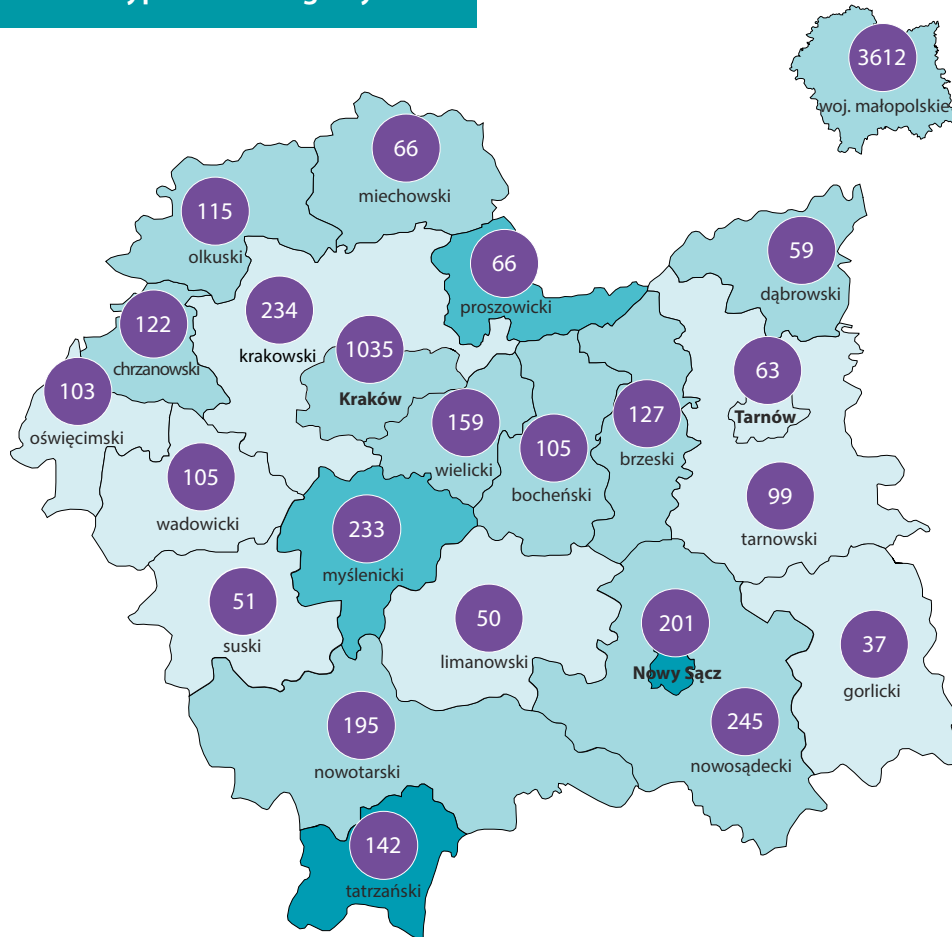 3612
woj. małopolskie
66
miechowski
115
olkuski
66
proszowicki
59
dąbrowski
122
chrzanowski
234
krakowski
1035
Kraków
103
oświęcimski
63
Tarnów
159
wielicki
105
bocheński
127
brzeski
105
wadowicki
99
tarnowski
233
myślenicki
51
suski
50
limanowski
201
Nowy Sącz
37
gorlicki
195
nowotarski
245
nowosądecki
142
tatrzański